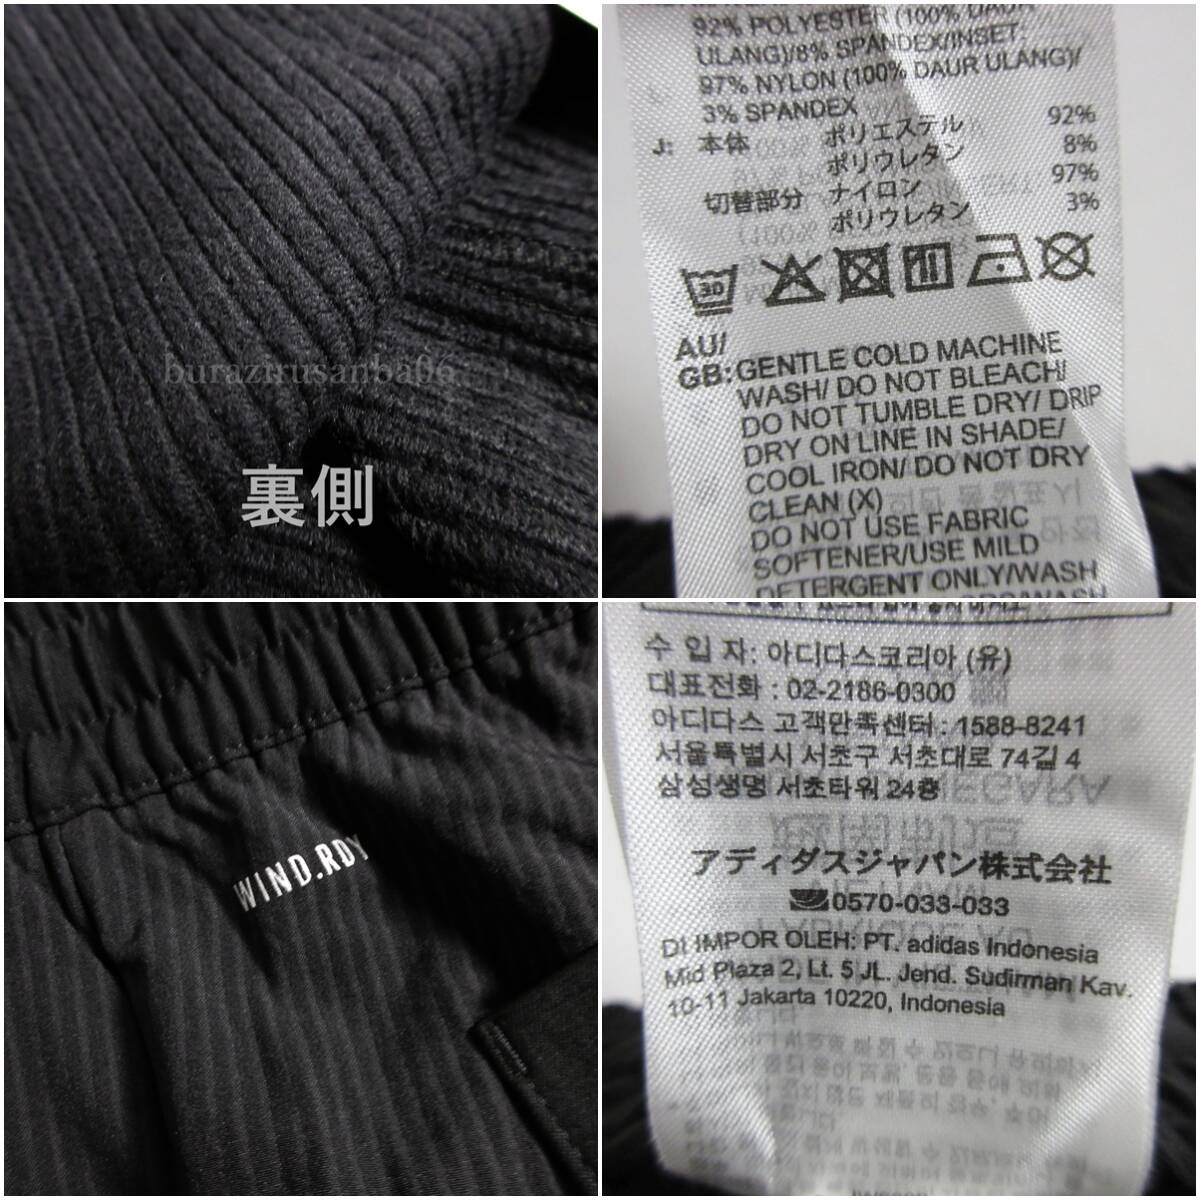 burazirusanba06
裏側
92% POLYESTER (100% DAUR
ULANG)/8% SPANDEX/INSET:
97% NYLON (100% DAUR ULANG)/
3% SPANDEX
J: 本体 ポリエステル 92%
ポリウレタン 8%
切替部分 ナイロン 97%
ポリウレタン 3%
30
AU/
GB: GENTLE COLD MACHINE
WASH/ DO NOT BLEACH/
DO NOT TUMBLE DRY/ DRIP
DRY ON LINE IN SHADE/
COOL IRON/ DO NOT DRY
CLEAN (X)
DO NOT USE FABRIC
SOFTENER/USE MILD
DETERGENT ONLY/WASH
WIND.RDY
수 입 자: 아디다스코리아 (유)
대표전화 : 02-2186-0300
아디다스 고객만족센터 : 1588-8241
서울특별시 서초구 서초대로 74길 4
삼성생명 서초타워 24층
アディダスジャパン株式会社
0570-033-033
DI IMPOR OLEH: PT. adidas Indonesia
Mid Plaza 2, Lt. 5 JL. Jend. Sudirman Kav.
10-11 Jakarta 10220, Indonesia